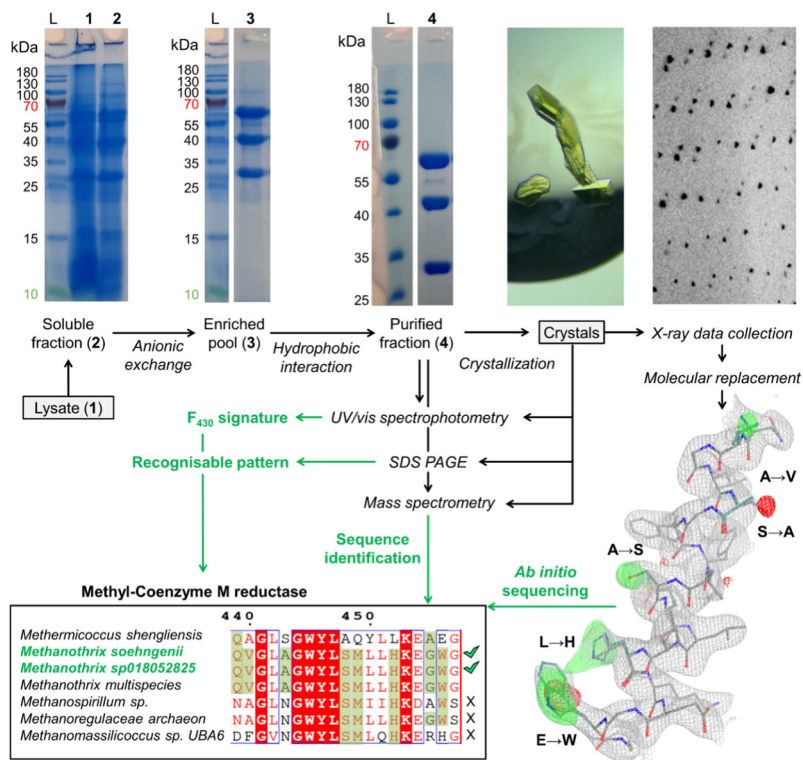 L 1 2
kDa
180
130
100
70
55
40
35
25
15
10
L 3
kDa
180
130
100
70
55
40
35
25
15
10
L 4
kDa
180
130
100
70
55
40
35
25
Soluble
fraction (2)
Anionic
exchange
Enriched
pool (3)
Hydrophobic
interaction
Purified
fraction (4)
Crystallization
Crystals
X-ray data collection
Molecular replacement
Lysate (1)
F430 signature
UV/vis spectrophotometry
Recognisable pattern
SDS PAGE
Mass spectrometry
Sequence
identification
Ab initio
sequencing
A→V
S→A
A→S
L→H
E→W
Methyl-Coenzyme M reductase
440 450
Methermicoccus shengliensis QAGLSGWYLAQYLLKEAEG
Methanothrix soehngenii QVGLAGWYLSMLLHKEGWG
Methanothrix sp018052825 QVGLAGWYLSMLLHKEGWG
Methanothrix multispecies QVGLAGWYLSMLLHKEGWG
Methanospirillum sp. NAGLNGWYLSMIIHKDAWS X
Methanoregulaceae archaeon NAGLNGWYLSMLLHKEGWS X
Methanomassilicoccus sp. UBA6 DFGVNGWYLMLQHKERHG X